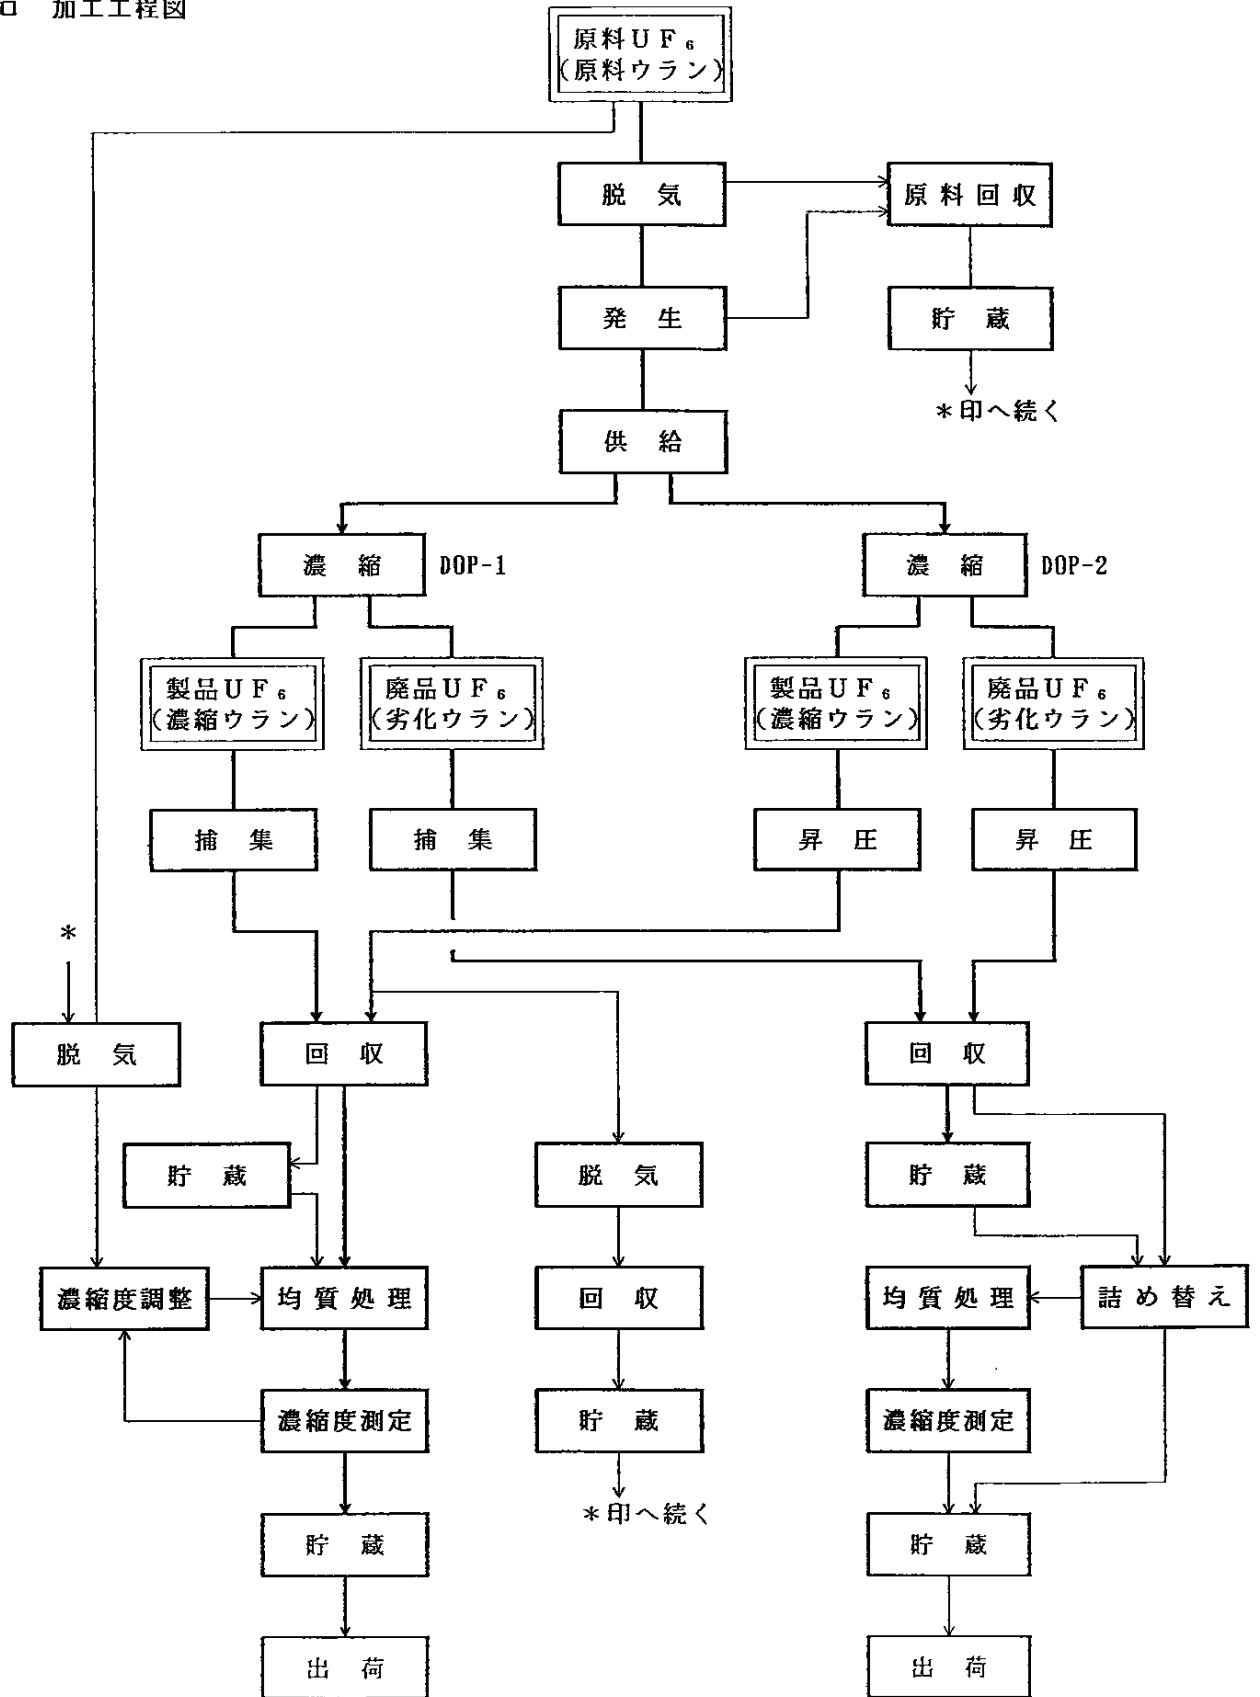 ロ 加工工程図
原料UF₆
(原料ウラン)
脱気
原料回収
発生
貯蔵
*印へ続く
供給
濃縮 DOP-1
濃縮 DOP-2
製品UF₆
(濃縮ウラン)
廃品UF₆
(劣化ウラン)
製品UF₆
(濃縮ウラン)
廃品UF₆
(劣化ウラン)
捕集
捕集
昇圧
昇圧
*
脱気
回収
回収
貯蔵
脱気
貯蔵
濃縮度調整
均質処理
回収
均質処理
詰め替え
濃縮度測定
貯蔵
濃縮度測定
*印へ続く
貯蔵
貯蔵
出荷
出荷